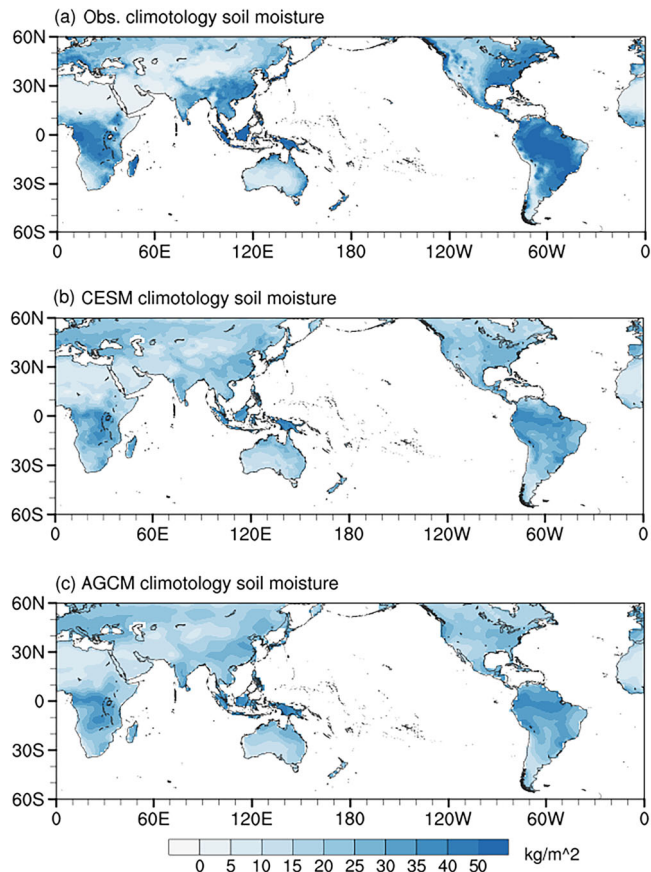 (a) Obs. climotology soil moisture
60N
30N
0
30S
60S
0 60E 120E 180 120W 60W 0
(b) CESM climotology soil moisture
60N
30N
0
30S
60S
0 60E 120E 180 120W 60W 0
(c) AGCM climotology soil moisture
60N
30N
0
30S
60S
0 60E 120E 180 120W 60W 0
0 5 10 15 20 25 30 35 40 50 kg/m^2